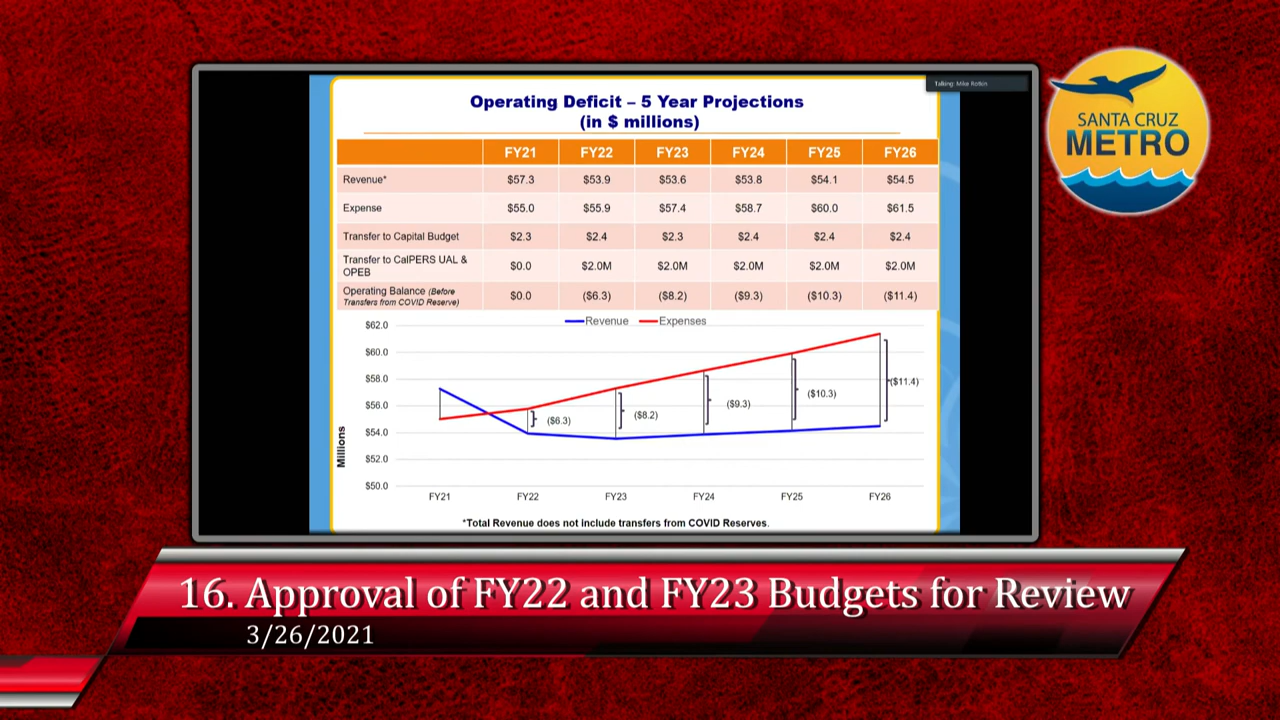 Talking: Mike Rotkin
SANTA CRUZ
METRO
Operating Deficit – 5 Year Projections
(in $ millions)
FY21 FY22 FY23 FY24 FY25 FY26
Revenue* $57.3 $53.9 $53.6 $53.8 $54.1 $54.5
Expense $55.0 $55.9 $57.4 $58.7 $60.0 $61.5
Transfer to Capital Budget $2.3 $2.4 $2.3 $2.4 $2.4 $2.4
Transfer to CalPERS UAL &
OPEB $0.0 $2.0M $2.0M $2.0M $2.0M $2.0M
Operating Balance (Before
Transfers from COVID Reserve) $0.0 ($6.3) ($8.2) ($9.3) ($10.3) ($11.4)
Revenue Expenses
$62.0
$60.0
$58.0
$56.0
$54.0
$52.0
$50.0
Millions
($6.3)
($8.2)
($9.3)
($10.3)
($11.4)
FY21 FY22 FY23 FY24 FY25 FY26
*Total Revenue does not include transfers from COVID Reserves.
16. Approval of FY22 and FY23 Budgets for Review
3/26/2021